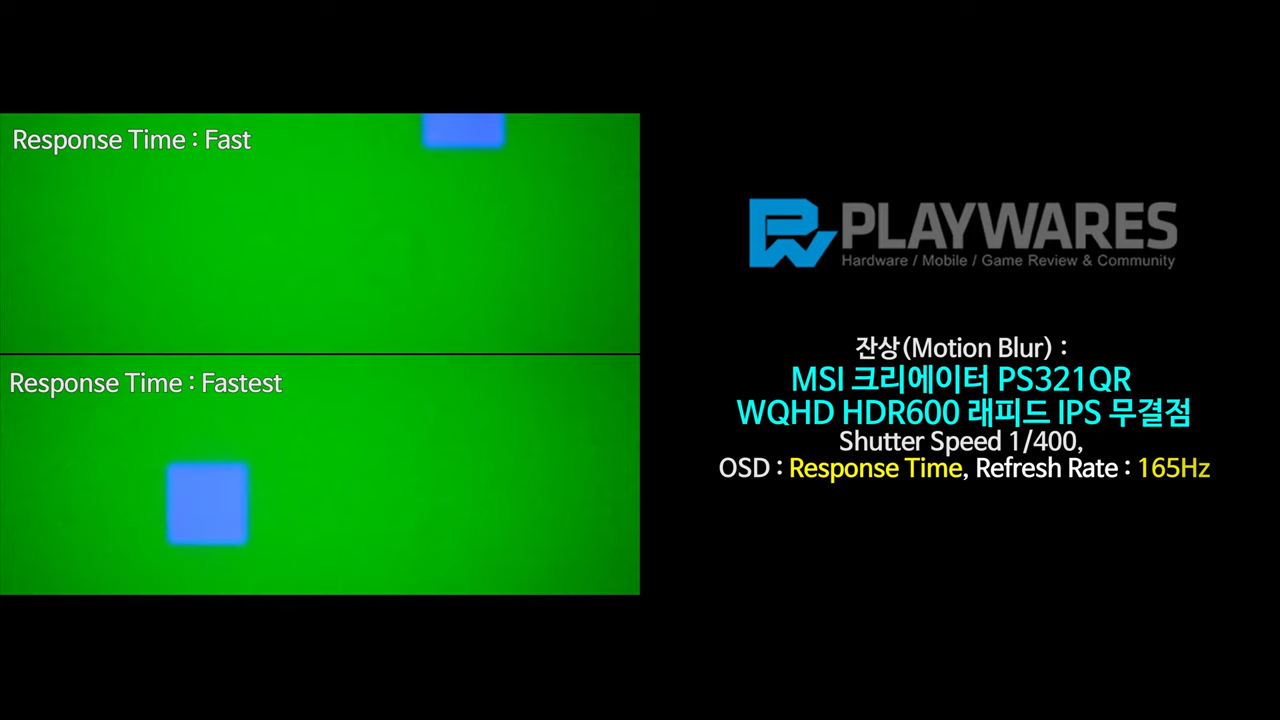 Response Time : Fast
Response Time : Fastest
PLAYWARES
Hardware / Mobile / Game Review & Community
잔상(Motion Blur) :
MSI 크리에이터 PS321QR
WQHD HDR600 래피드 IPS 무결점
Shutter Speed 1/400,
OSD : Response Time, Refresh Rate : 165Hz